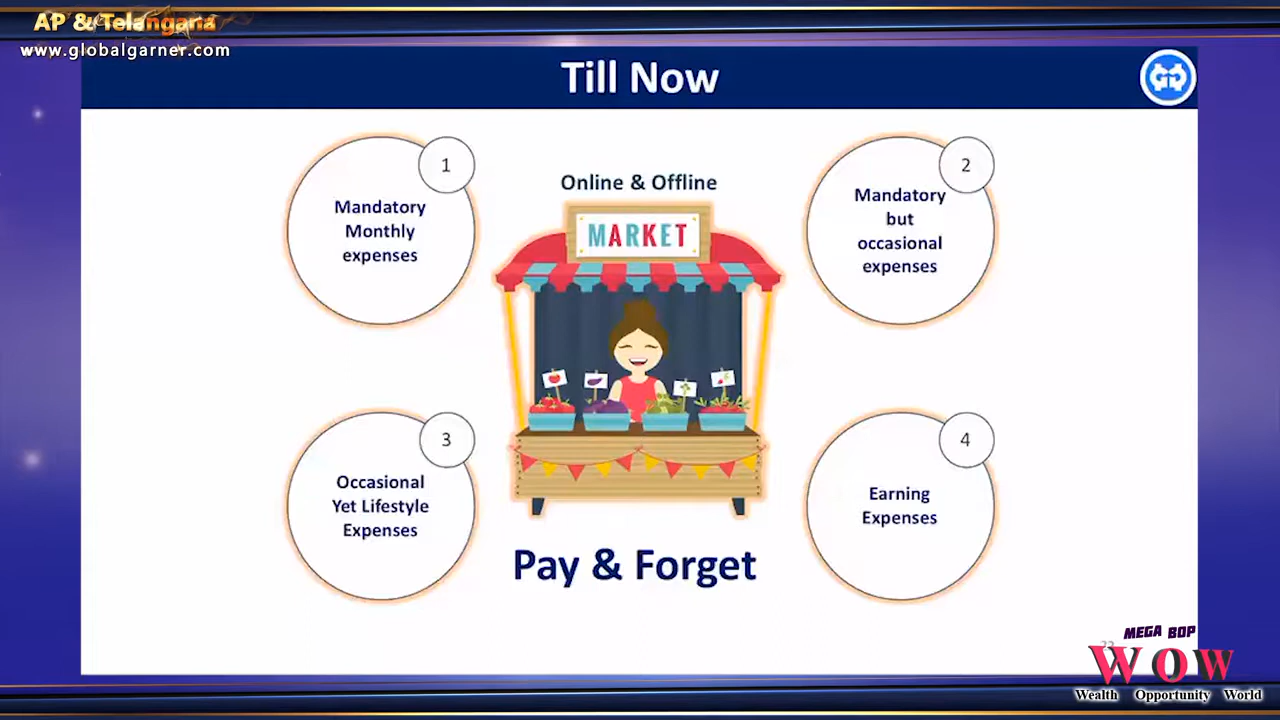 AP & Telangana
www.globalgarner.com
Till Now
1
Mandatory
Monthly
expenses
Online & Offline
MARKET
2
Mandatory
but
occasional
expenses
3
Occasional
Yet Lifestyle
Expenses
4
Earning
Expenses
Pay & Forget
MEGA BOP
WOW
Wealth Opportunity World